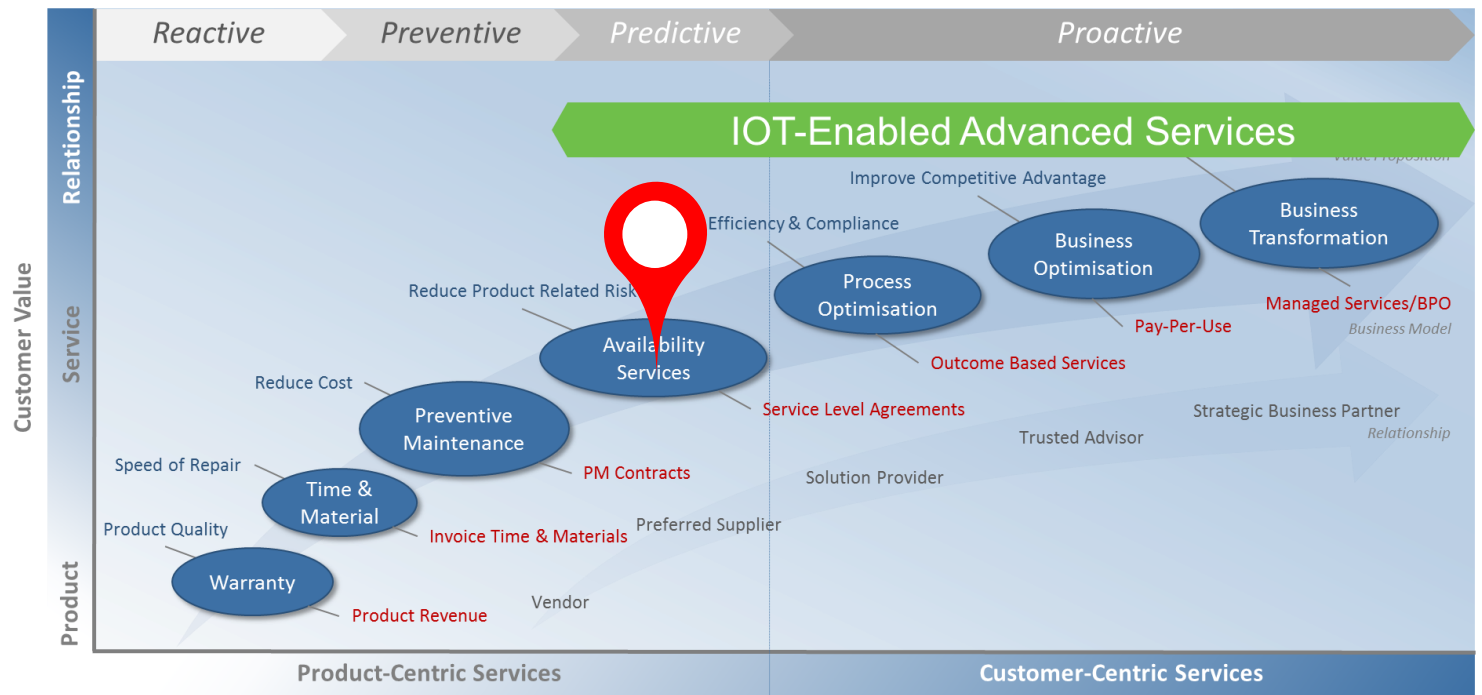 Reactive
Preventive
Predictive
Proactive
IOT-Enabled Advanced Services
Value Proposition
Relationship
Service
Product
Customer Value
Improve Competitive Advantage
Efficiency & Compliance
Reduce Product Related Risk
Reduce Cost
Speed of Repair
Product Quality
Business
Transformation
Business
Optimisation
Process
Optimisation
Availability
Services
Preventive
Maintenance
Time &
Material
Warranty
Managed Services/BPO
Business Model
Pay-Per-Use
Outcome Based Services
Service Level Agreements
PM Contracts
Invoice Time & Materials
Product Revenue
Strategic Business Partner
Relationship
Trusted Advisor
Solution Provider
Preferred Supplier
Vendor
Product-Centric Services
Customer-Centric Services